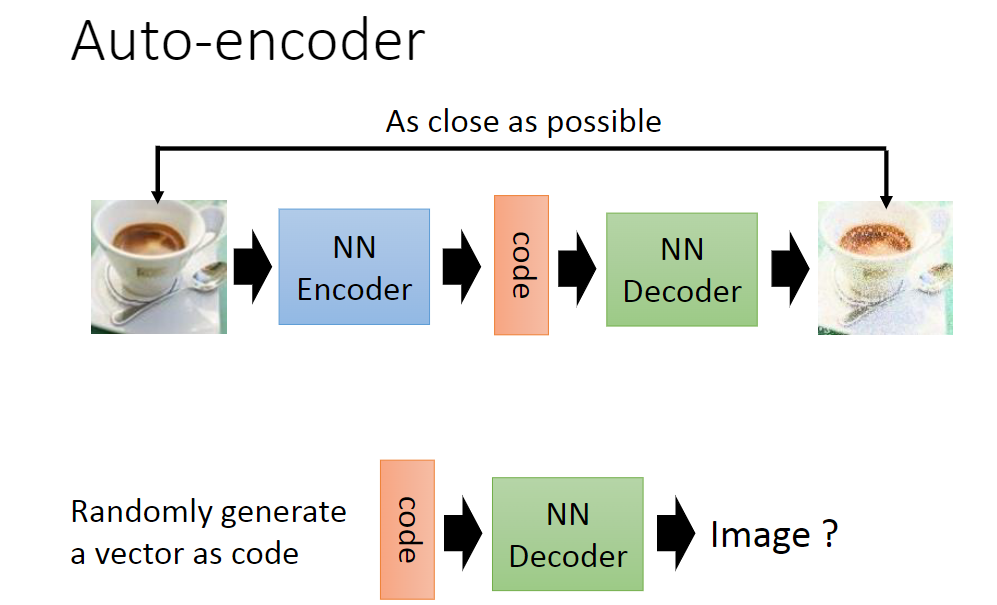 Auto-encoder
As close as possible
NN
Encoder
code
NN
Decoder
Randomly generate
a vector as code
code
NN
Decoder
Image ?